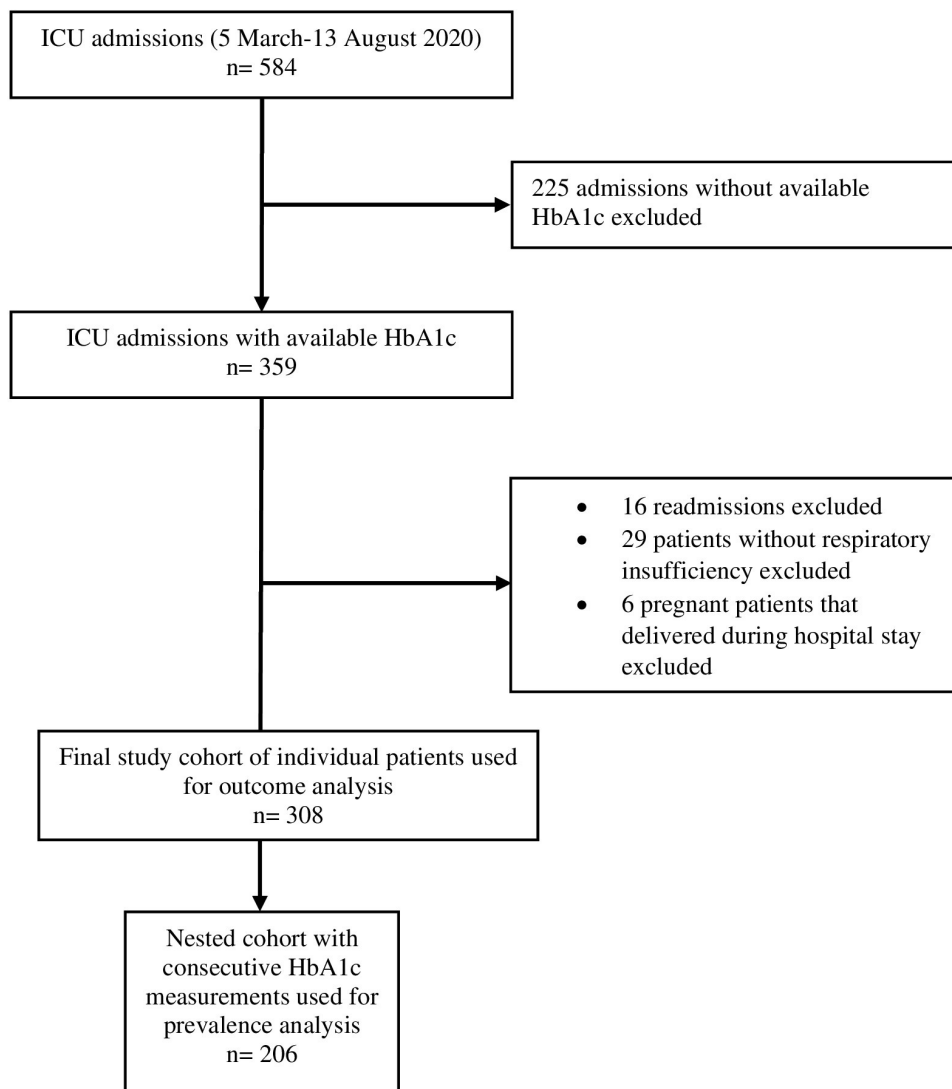 ICU admissions (5 March-13 August 2020)
n= 584
225 admissions without available
HbA1c excluded
ICU admissions with available HbA1c
n= 359
• 16 readmissions excluded
• 29 patients without respiratory
insufficiency excluded
• 6 pregnant patients that
delivered during hospital stay
excluded
Final study cohort of individual patients used
for outcome analysis
n= 308
Nested cohort with
consecutive HbA1c
measurements used for
prevalence analysis
n= 206